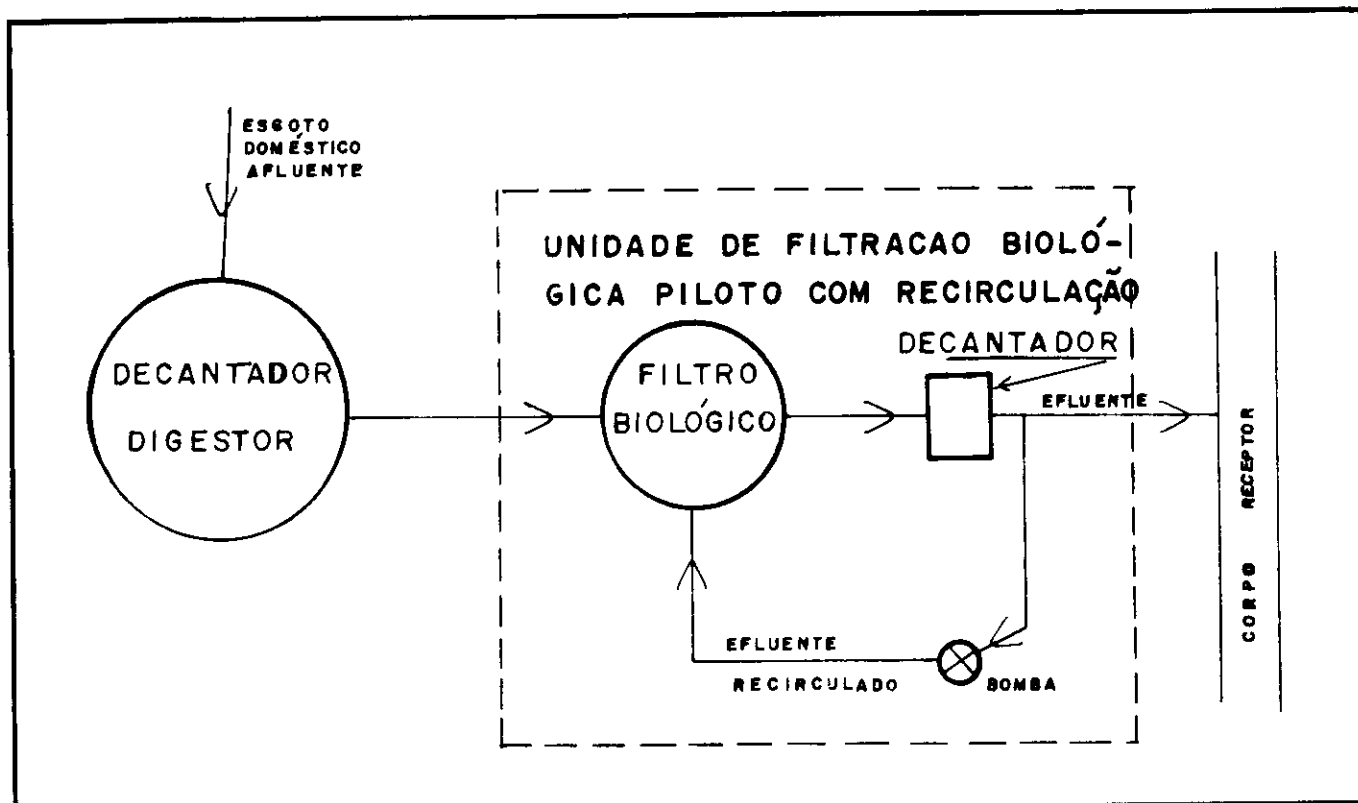 ESGOTO
DOMÉSTICO
AFLUENTE
DECANTADOR
DIGESTOR
UNIDADE DE FILTRACAO BIOLÓ-
GICA PILOTO COM RECIRCULAÇÃO
FILTRO
BIOLÓGICO
DECANTADOR
EFLUENTE
EFLUENTE
RECIRCULADO
BOMBA
CORPO RECEPTOR